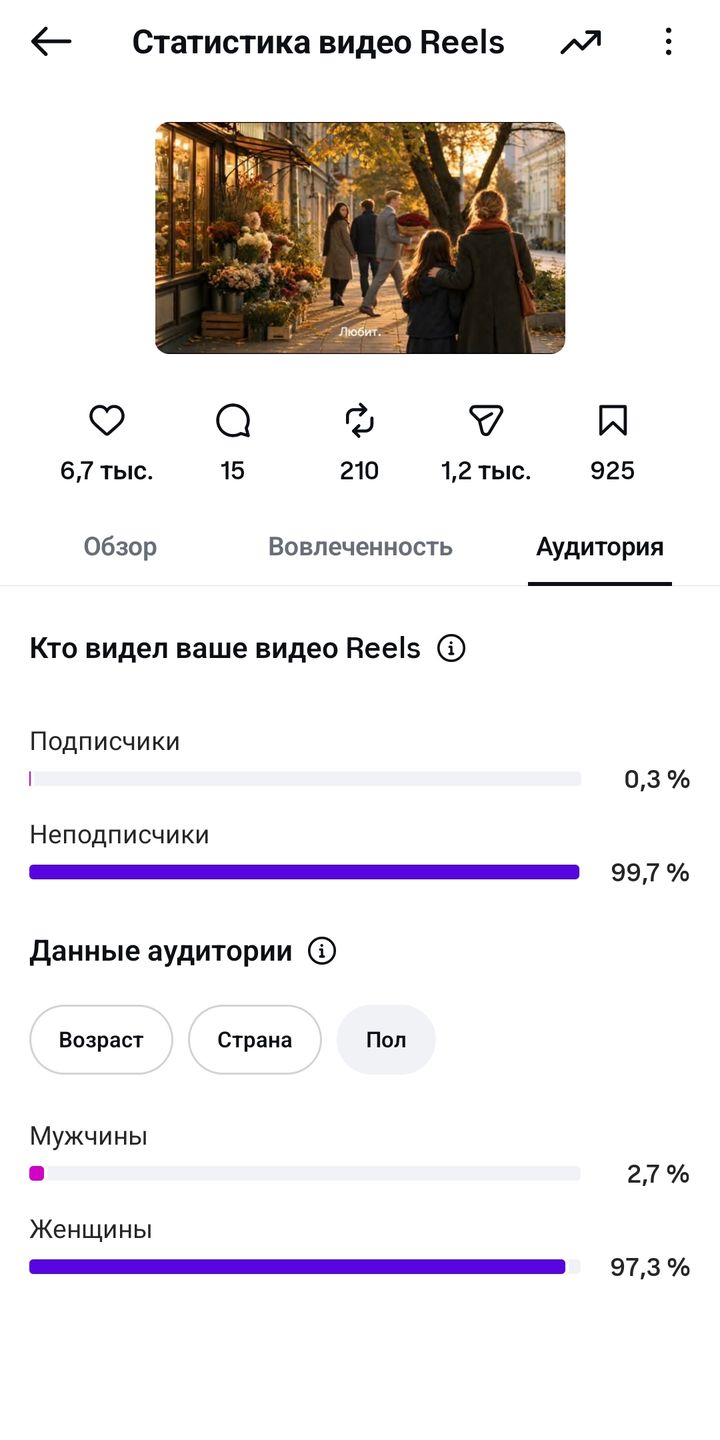 Статистика видео Reels
Любит.
6,7 тыс.
15
210
1,2 тыс.
925
Обзор
Вовлеченность
Аудитория
Кто видел ваше видео Reels
Подписчики
0,3 %
Неподписчики
99,7 %
Данные аудитории
Возраст
Страна
Пол
Мужчины
2,7 %
Женщины
97,3 %